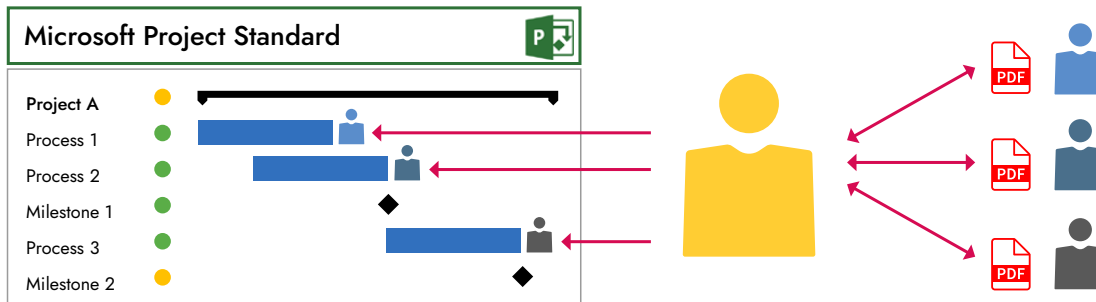 Microsoft Project Standard
P
Project A
Process 1
Process 2
Milestone 1
Process 3
Milestone 2
PDF
PDF
PDF